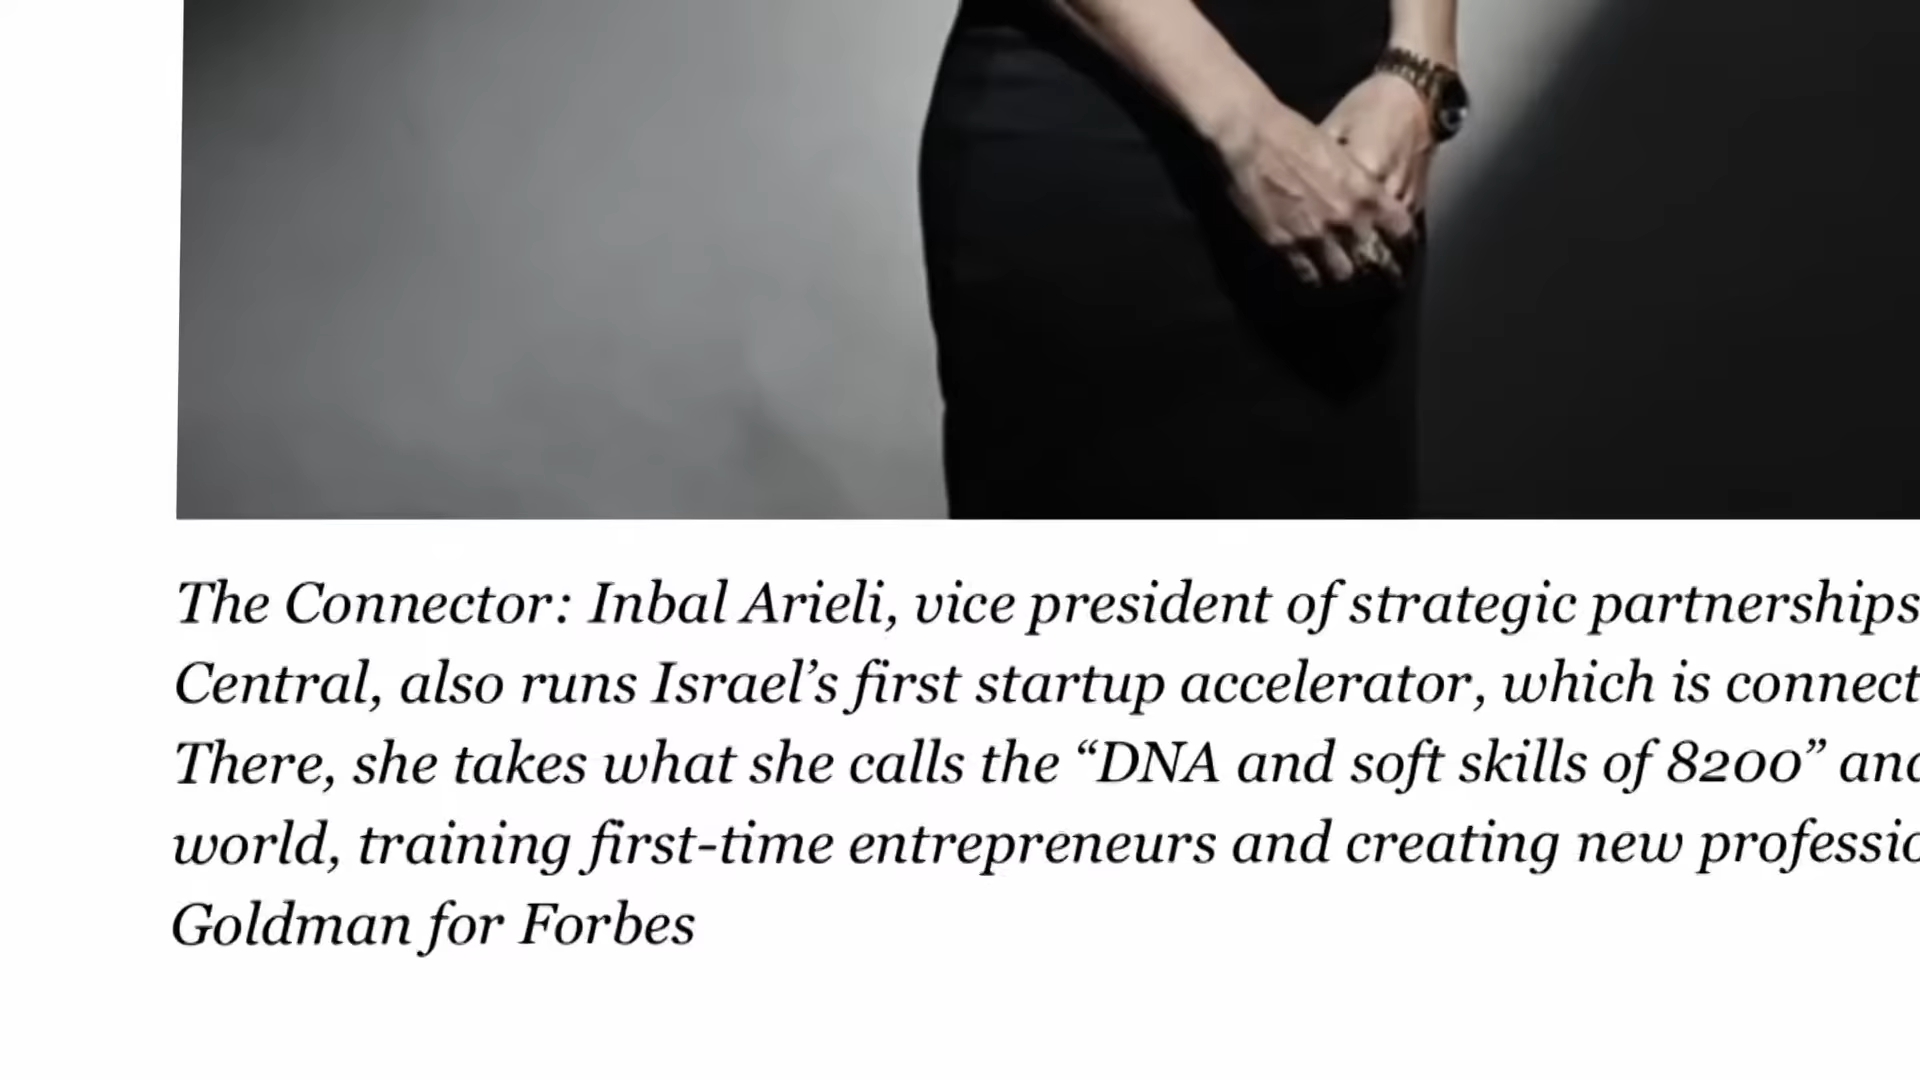 The Connector: Inbal Arieli, vice president of strategic partnerships
Central, also runs Israel’s first startup accelerator, which is connect
There, she takes what she calls the “DNA and soft skills of 8200” and
world, training first-time entrepreneurs and creating new professio
Goldman for Forbes